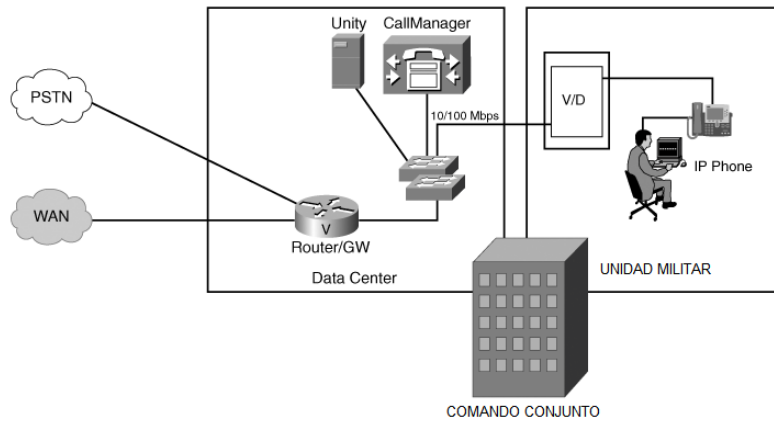 Unity
CallManager
PSTN
10/100 Mbps
V/D
IP Phone
WAN
V
Router/GW
Data Center
UNIDAD MILITAR
COMANDO CONJUNTO